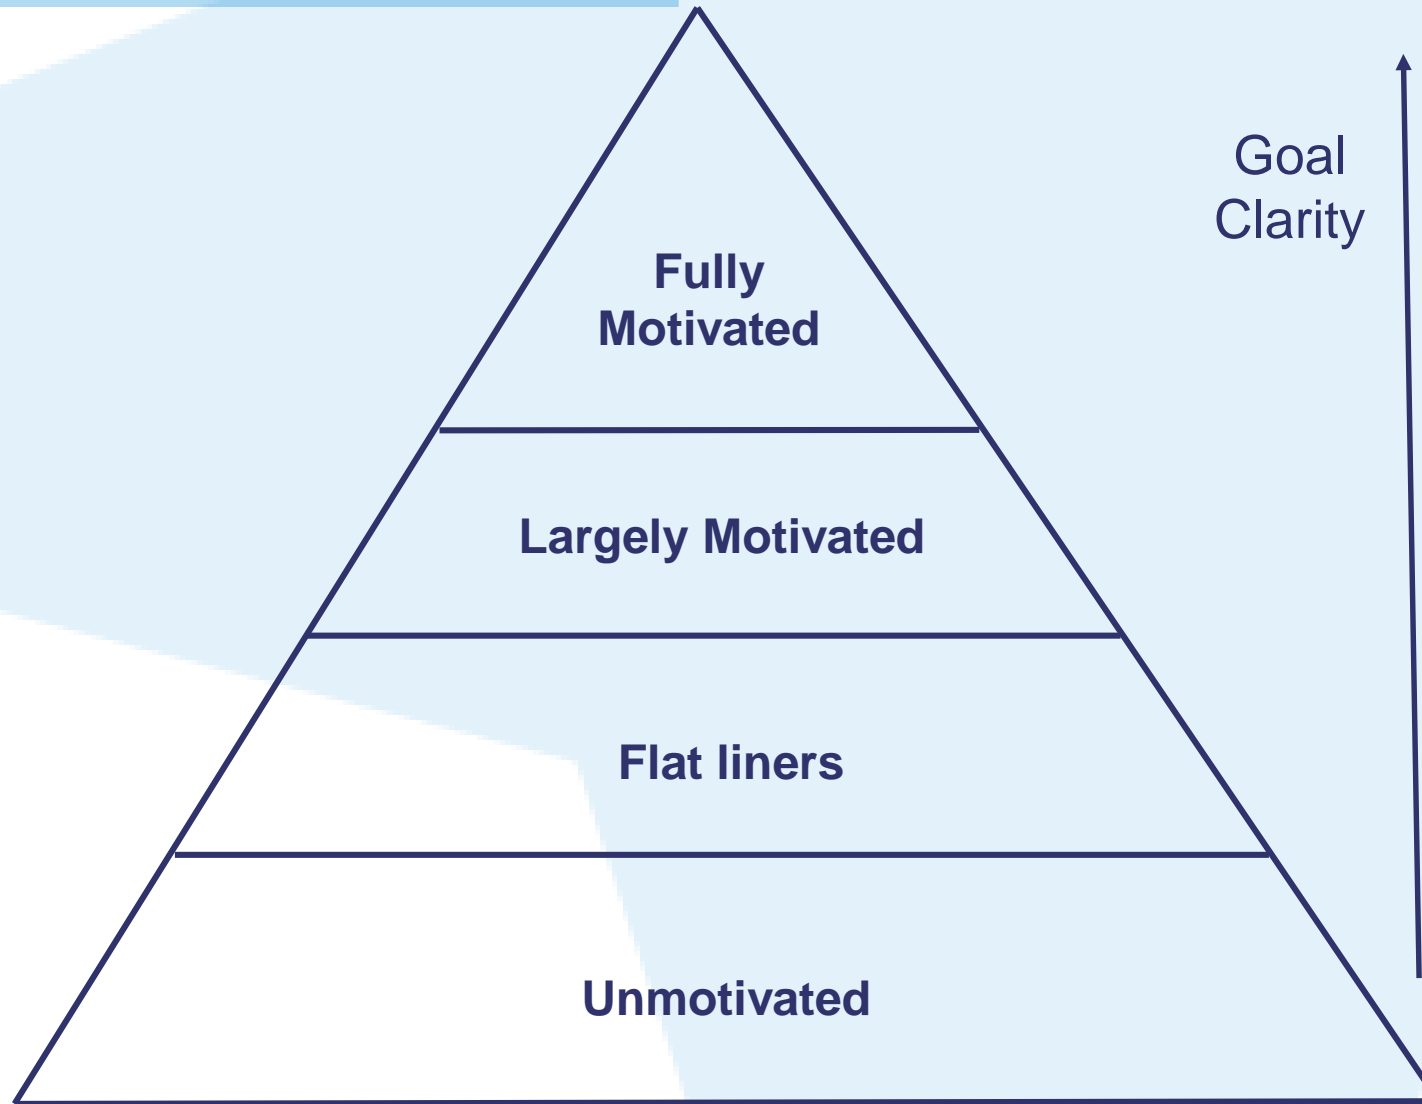 Goal
Clarity
Fully
Motivated
Largely Motivated
Flat liners
Unmotivated